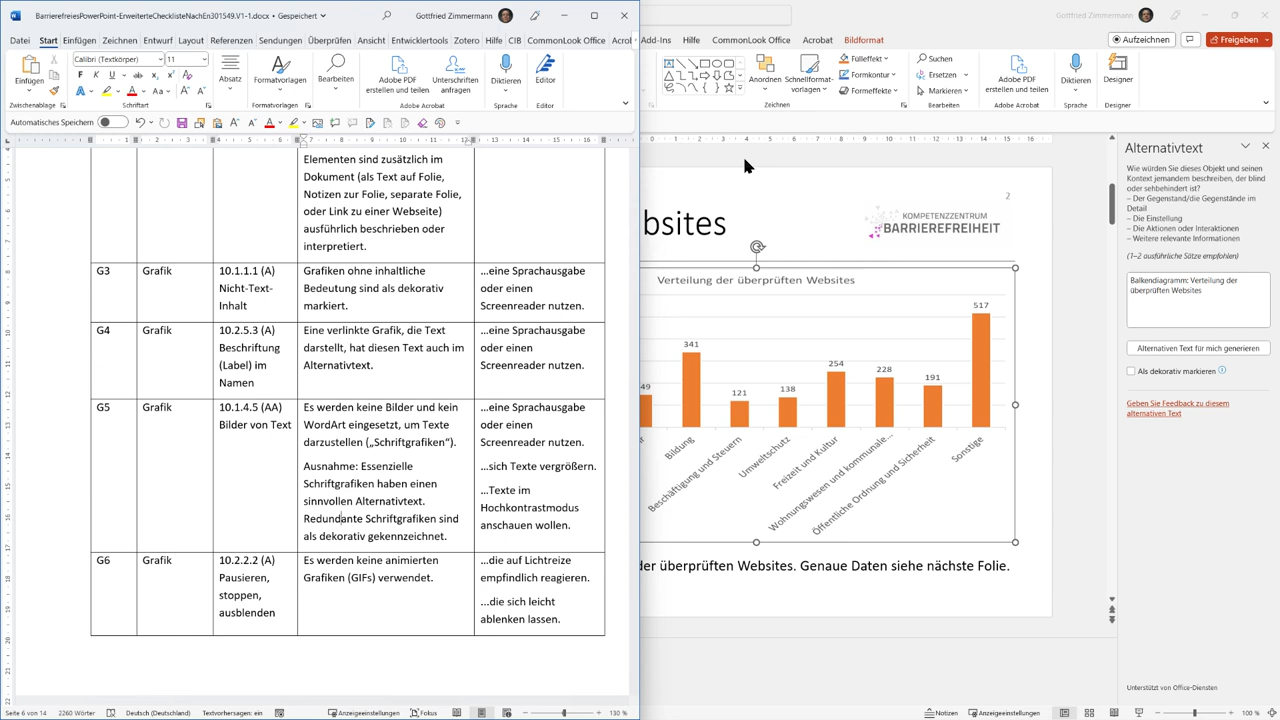 BarrierefreiesPowerPoint-ErweiterteChecklisteNachEn301549.V1-1.docx • Gespeichert
Gottfried Zimmermann
Datei Start Einfügen Zeichnen Entwurf Layout Referenzen Sendungen Überprüfen Ansicht Entwicklertools Zotero Hilfe CIB CommonLook Office Acrob
Calibri (Textkörper) 11
Einfügen
F K U
Absatz
Formatvorlagen
Bearbeiten
Adobe PDF erstellen und teilen
Unterschriften anfragen
Diktieren
Editor
Zwischenablage Schriftart Formatvorlagen Adobe Acrobat Sprache Editor
Automatisches Speichern
Elementen sind zusätzlich im
Dokument (als Text auf Folie,
Notizen zur Folie, separate Folie,
oder Link zu einer Webseite)
ausführlich beschrieben oder
interpretiert.
G3 Grafik 10.1.1.1 (A) Grafiken ohne inhaltliche …eine Sprachausgabe
Nicht-Text- Bedeutung sind als dekorativ oder einen
Inhalt markiert. Screenreader nutzen.
G4 Grafik 10.2.5.3 (A) Eine verlinkte Grafik, die Text …eine Sprachausgabe
Beschriftung darstellt, hat diesen Text auch im oder einen
(Label) im Alternativtext. Screenreader nutzen.
Namen
G5 Grafik 10.1.4.5 (AA) Es werden keine Bilder und kein …eine Sprachausgabe
Bilder von Text WordArt eingesetzt, um Texte oder einen
darzustellen („Schriftgrafiken“). Screenreader nutzen.
Ausnahme: Essenzielle …sich Texte vergrößern.
Schriftgrafiken haben einen
sinnvollen Alternativtext. …Texte im
Redundante Schriftgrafiken sind Hochkontrastmodus
als dekorativ gekennzeichnet. anschauen wollen.
G6 Grafik 10.2.2.2 (A) Es werden keine animierten …die auf Lichtreize
Pausieren, Grafiken (GIFs) verwendet. empfindlich reagieren.
stoppen, …die sich leicht
ausblenden ablenken lassen.
Seite 6 von 14 2260 Wörter Deutsch (Deutschland) Textvorhersagen: ein Anzeigeeinstellungen Fokus 130 %
Gottfried Zimmermann
Add-Ins Hilfe CommonLook Office Acrobat Bildformat Aufzeichnen Freigeben
Anordnen
Schnellformat-
vorlagen
Fülleffekt
Formkontur
Formeffekte
Suchen
Ersetzen
Markieren
Adobe PDF
erstellen und teilen
Diktieren
Designer
Zeichnen Bearbeiten Adobe Acrobat Sprache Designer
2
bsites
KOMPETENZZENTRUM
BARRIEREFREIHEIT
Verteilung der überprüften Websites
49 341 121 138 254 228 191 517
Bildung
Beschäftigung und Steuern
Umweltschutz
Freizeit und Kultur
Wohnungswesen und kommunale...
Öffentliche Ordnung und Sicherheit
Sonstige
der überprüften Websites. Genaue Daten siehe nächste Folie.
Alternativtext
Wie würden Sie dieses Objekt und seinen
Kontext jemandem beschreiben, der blind
oder sehbehindert ist?
– Der Gegenstand/die Gegenstände im
Detail
– Die Einstellung
– Die Aktionen oder Interaktionen
– Weitere relevante Informationen
(1–2 ausführliche Sätze empfohlen)
Balkendiagramm: Verteilung der
überprüften Websites
Alternativen Text für mich generieren
Als dekorativ markieren
Geben Sie Feedback zu diesem
alternativen Text
Unterstützt von Office-Diensten
Notizen Anzeigeeinstellungen 100 %